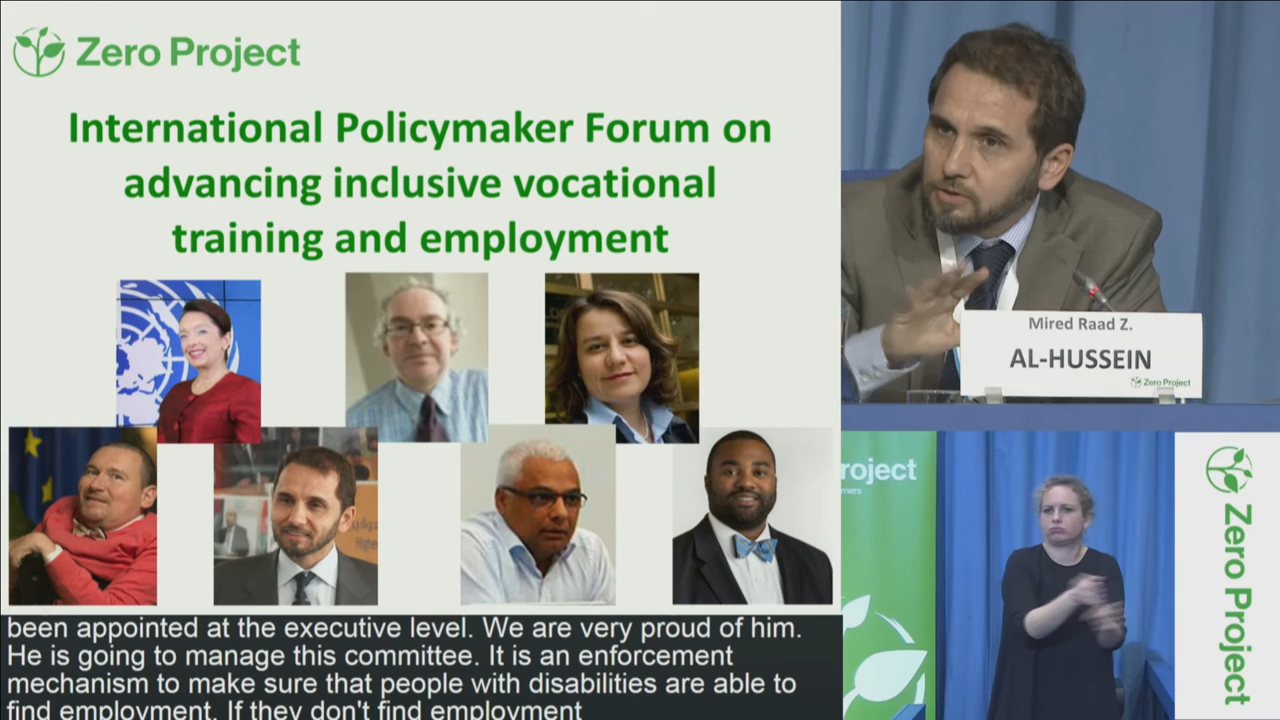 Zero Project
International Policymaker Forum on
advancing inclusive vocational
training and employment
Mired Raad Z.
AL-HUSSEIN
Zero Project
been appointed at the executive level. We are very proud of him.
He is going to manage this committee. It is an enforcement
mechanism to make sure that people with disabilities are able to
find employment. If they don't find employment
roject
ners
Zero Project